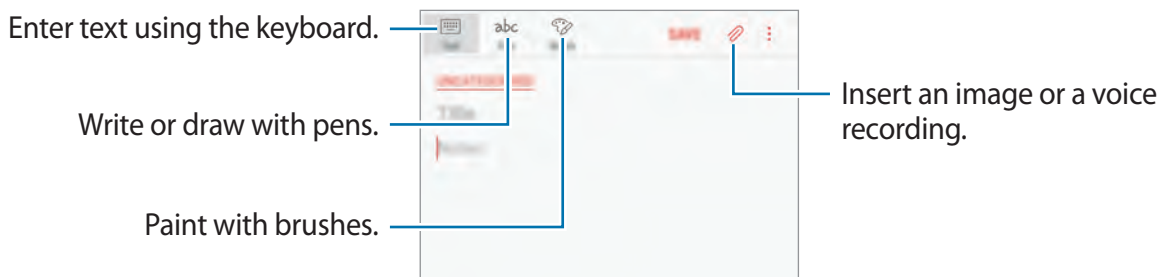 Enter text using the keyboard.
abc
SAVE
UNCATEGORISED
Title
Write or draw with pens.
Insert an image or a voice
recording.
Paint with brushes.